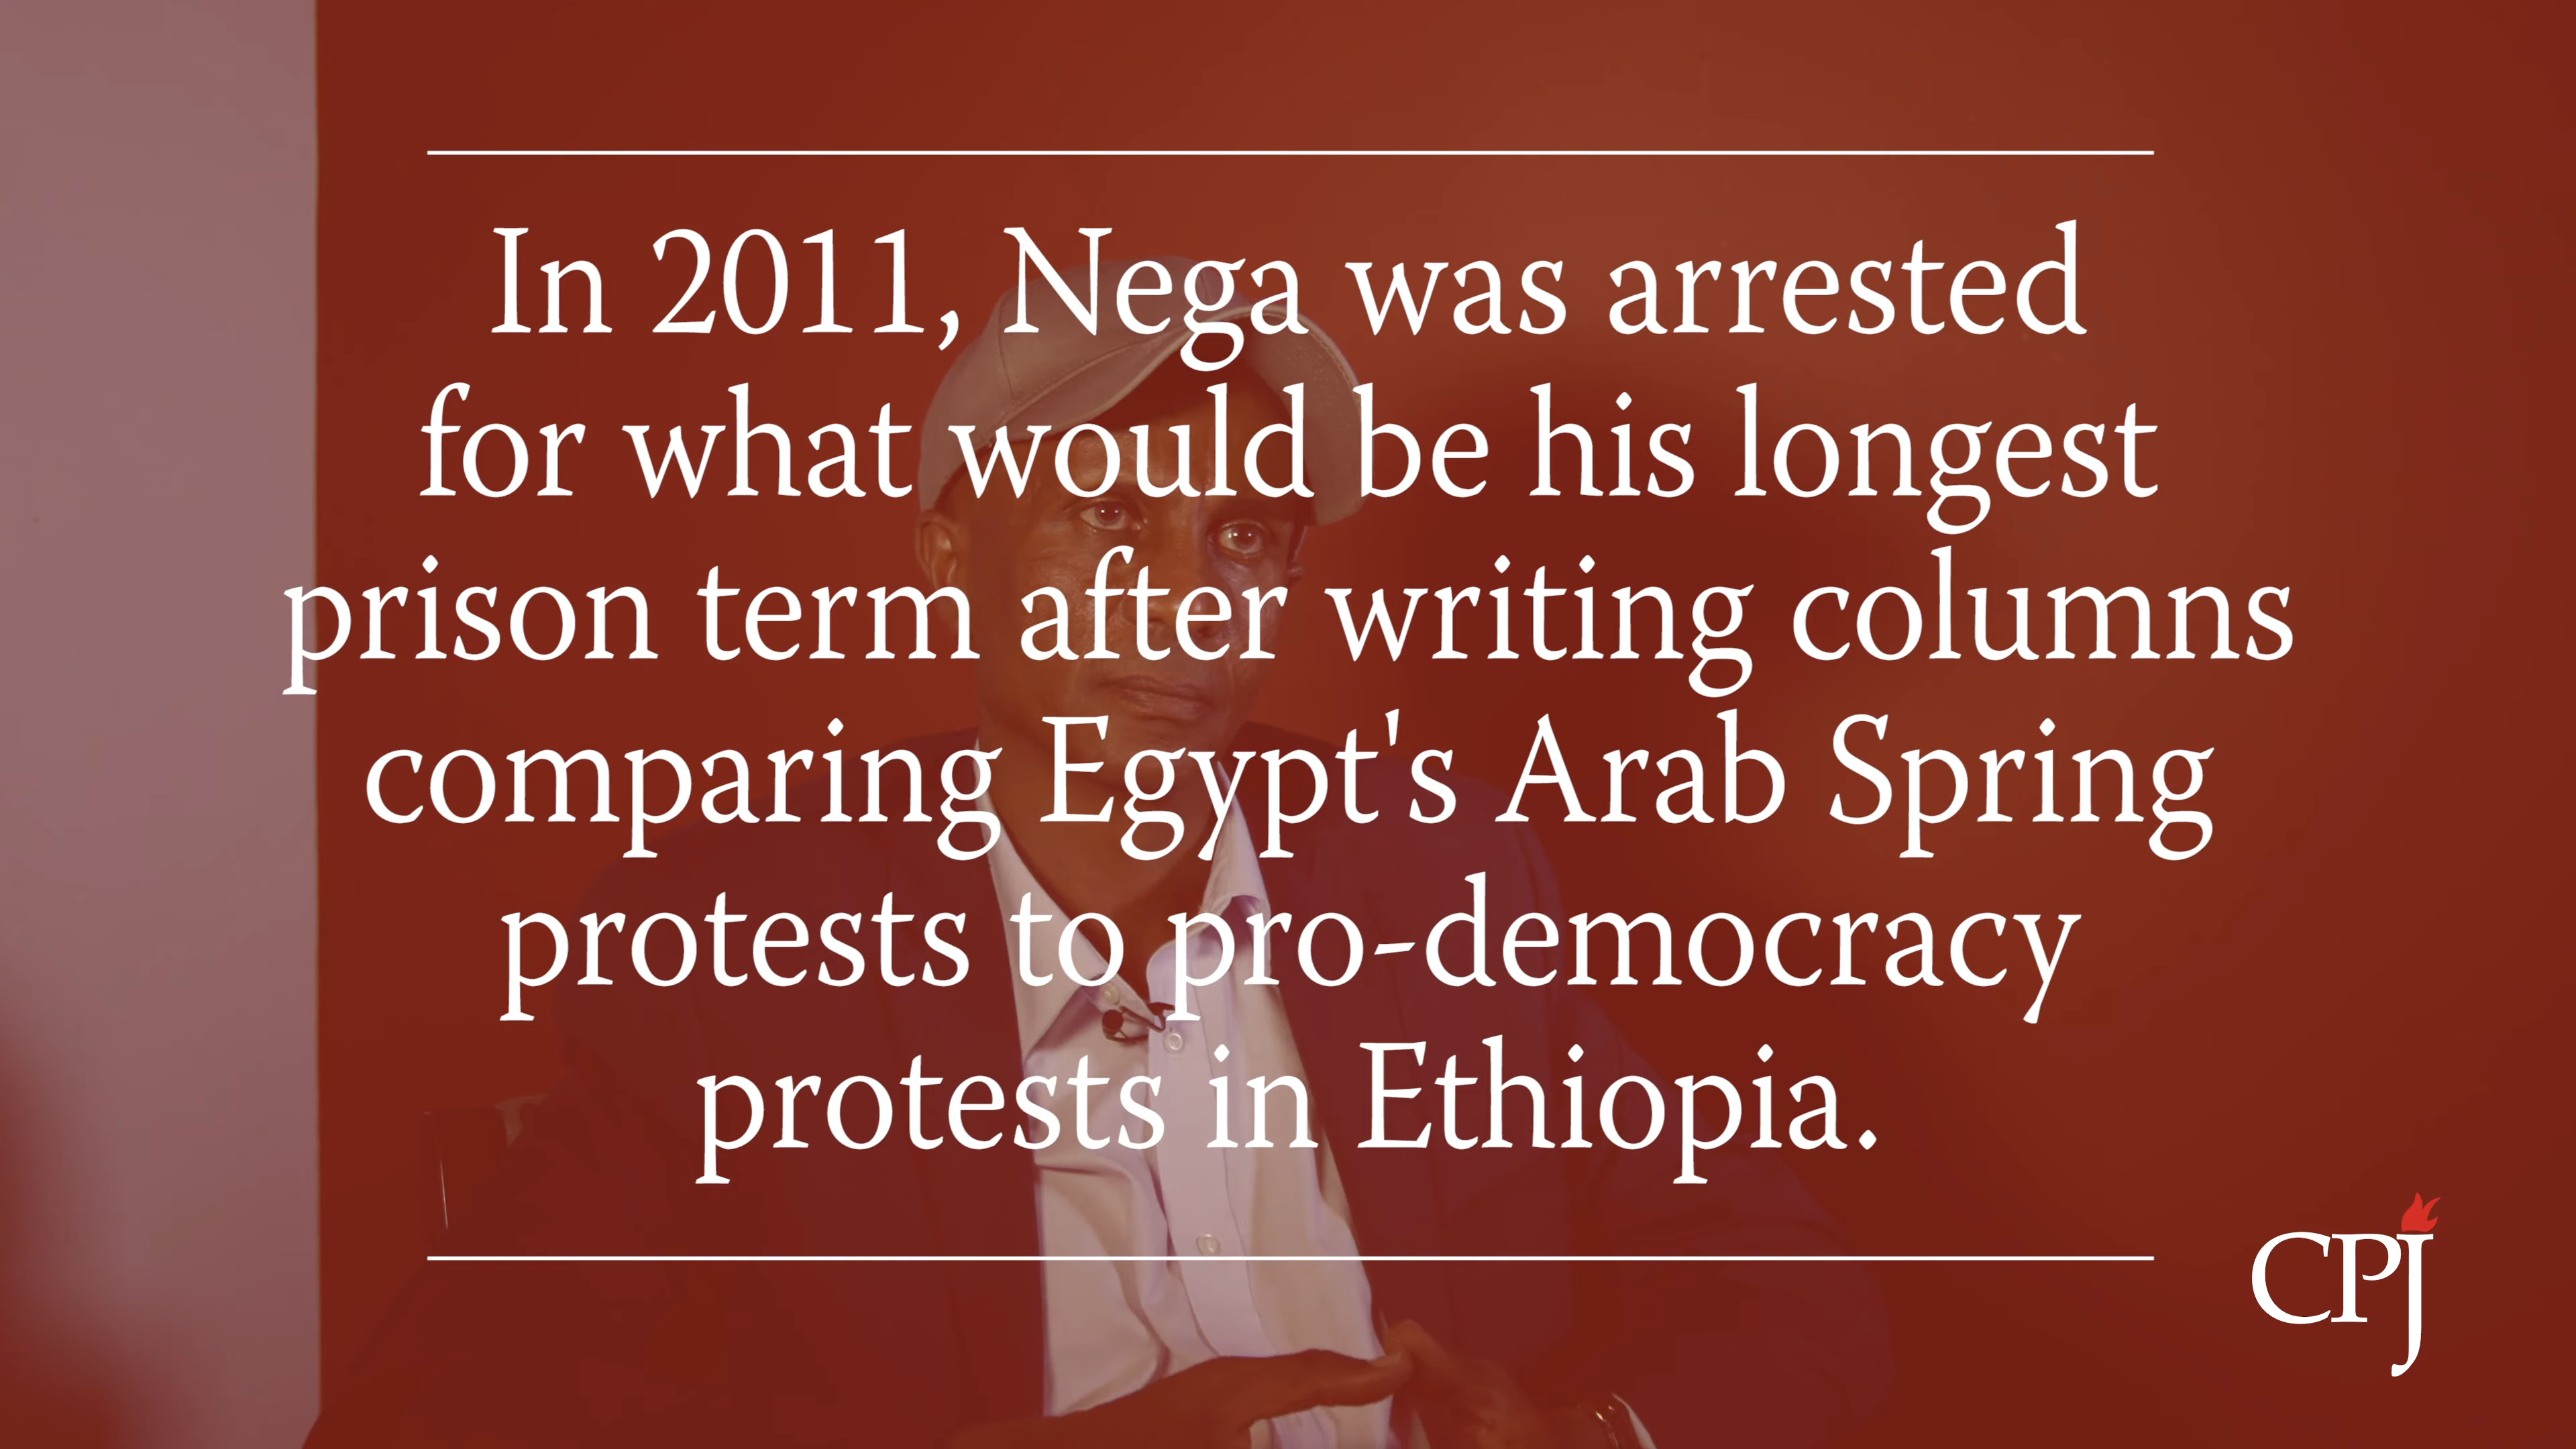 In 2011, Nega was arrested
for what would be his longest
prison term after writing columns
comparing Egypt's Arab Spring
protests to pro-democracy
protests in Ethiopia.
CPJ